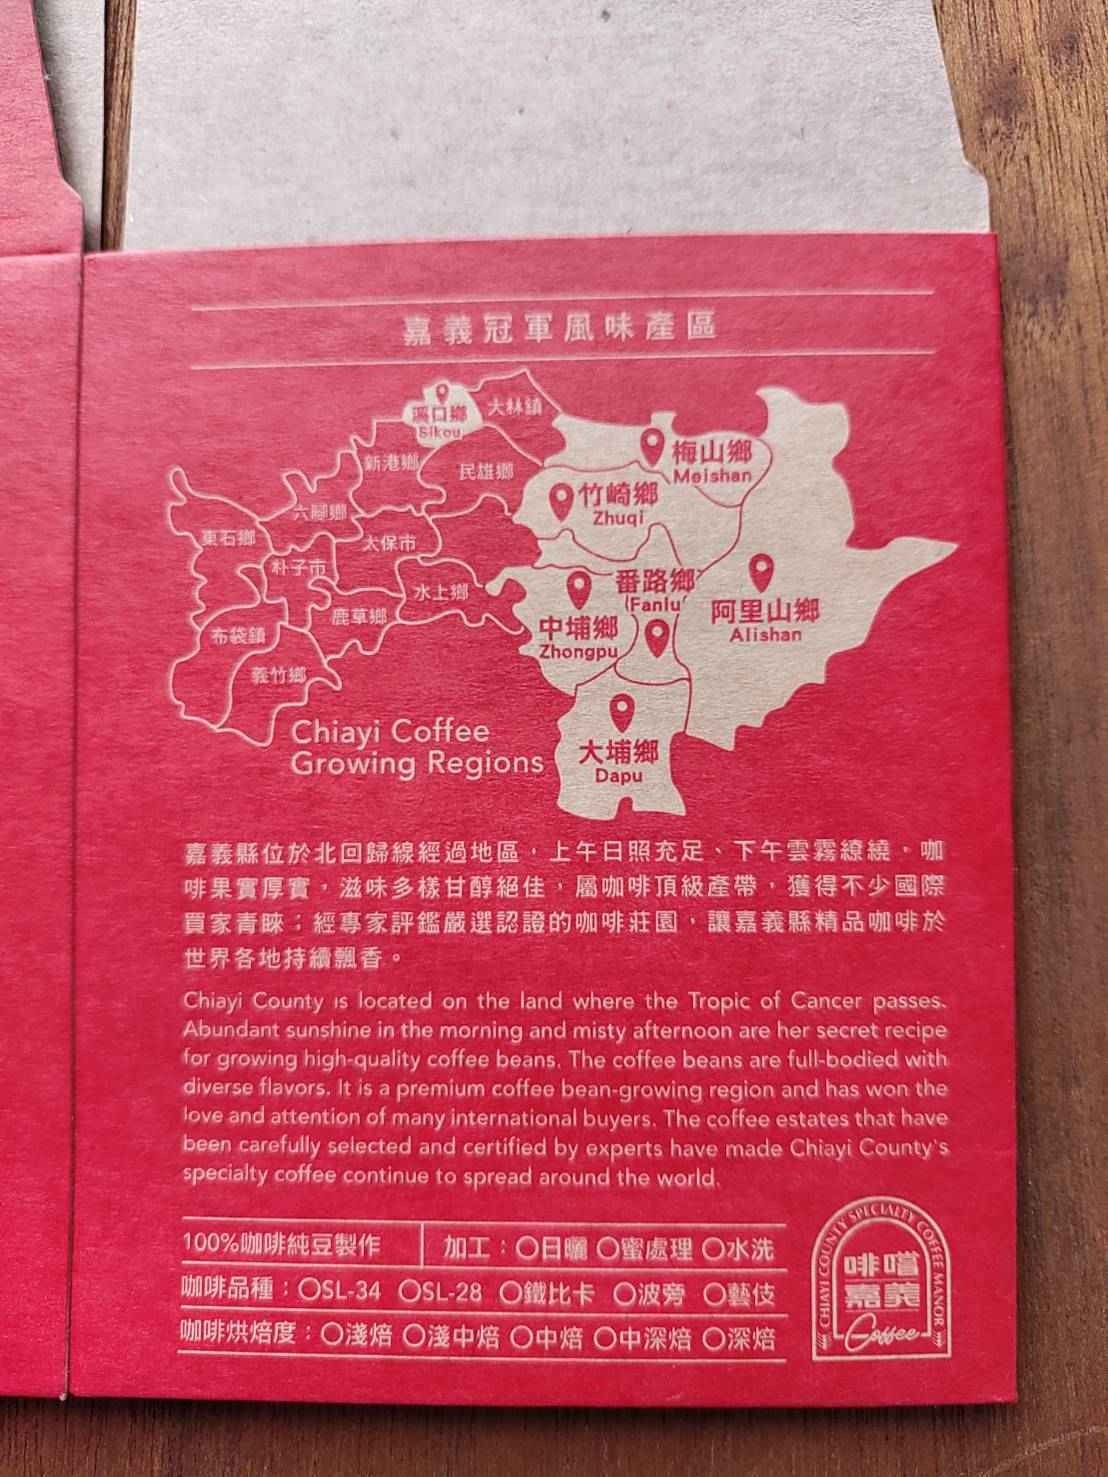 嘉義冠軍風味產區
溪口鄉
Sikou
大林鎮
梅山鄉
Meishan
新港鄉
民雄鄉
竹崎鄉
Zhuqi
六腳鄉
東石鄉
太保市
朴子市
番路鄉
Fanlu
水上鄉
阿里山鄉
Alishan
鹿草鄉
中埔鄉
Zhongpu
布袋鎮
義竹鄉
Chiayi Coffee
Growing Regions
大埔鄉
Dapu
嘉義縣位於北回歸線經過地區，上午日照充足、下午雲霧繚繞，咖
啡果實厚實，滋味多樣甘醇絕佳，屬咖啡頂級產帶，獲得不少國際
買家青睞；經專家評鑑嚴選認證的咖啡莊園，讓嘉義縣精品咖啡於
世界各地持續飄香。
Chiayi County is located on the land where the Tropic of Cancer passes.
Abundant sunshine in the morning and misty afternoon are her secret recipe
for growing high-quality coffee beans. The coffee beans are full-bodied with
diverse flavors. It is a premium coffee bean-growing region and has won the
love and attention of many international buyers. The coffee estates that have
been carefully selected and certified by experts have made Chiayi County's
specialty coffee continue to spread around the world.
100%咖啡純豆製作 加工：○日曬 ○蜜處理 ○水洗
咖啡品種：○SL-34 ○SL-28 ○鐵比卡 ○波旁 ○藝伎
咖啡烘焙度：○淺焙 ○淺中焙 ○中焙 ○中深焙 ○深焙
CHIAYI COUNTY SPECIALTY COFFEE MANOR
啡嚐
嘉義
Coffee